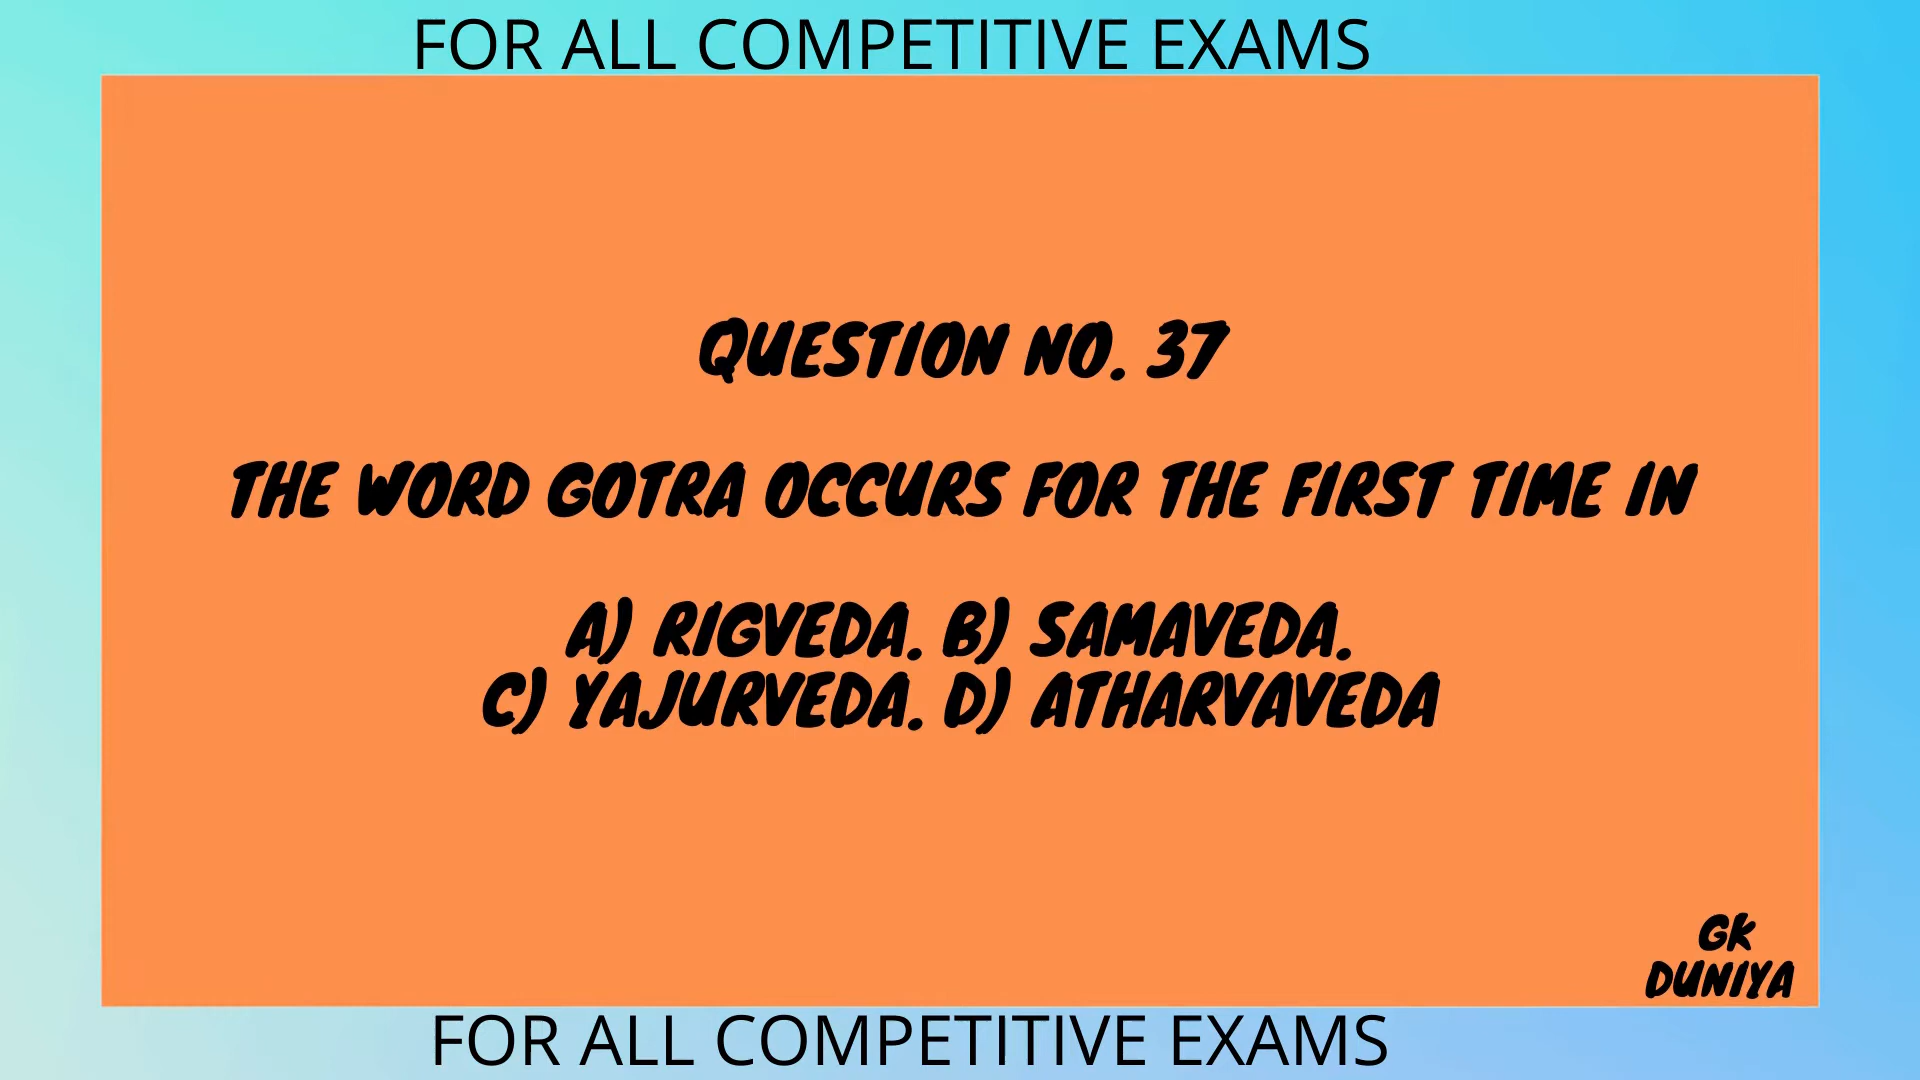 FOR ALL COMPETITIVE EXAMS
QUESTION NO. 37
THE WORD GOTRA OCCURS FOR THE FIRST TIME IN
A) RIGVEDA. B) SAMAVEDA.
C) YAJURVEDA. D) ATHARVAVEDA
GK
DUNIYA
FOR ALL COMPETITIVE EXAMS